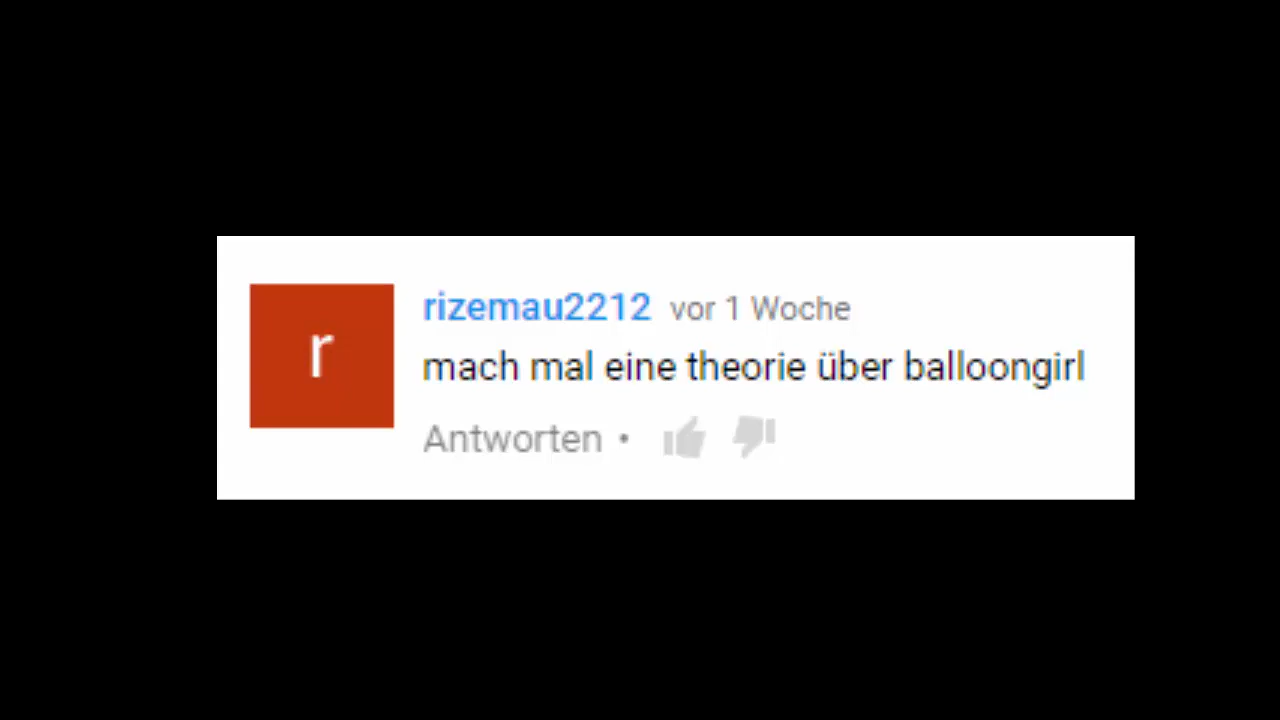 r
rizemau2212 vor 1 Woche
mach mal eine theorie über balloongirl
Antworten •